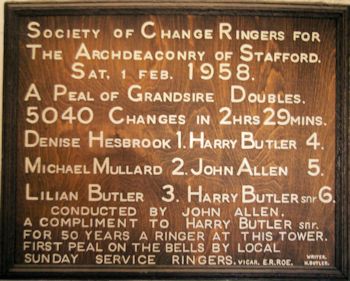 Society of Change Ringers for
The Archdeaconry of Stafford.
Sat. 1 Feb. 1958.
A Peal of Grandsire Doubles.
5040 Changes in 2hrs 29mins.
Denise Hesbrook 1. Harry Butler 4.
Michael Mullard 2. John Allen 5.
Lilian Butler 3. Harry Butler snr 6.
conducted by John Allen.
A compliment to Harry Butler snr.
for 50 years a ringer at this tower.
First peal on the bells by local
Sunday Service Ringers. Vicar. E.R.Roe. Writer. H.Butler.